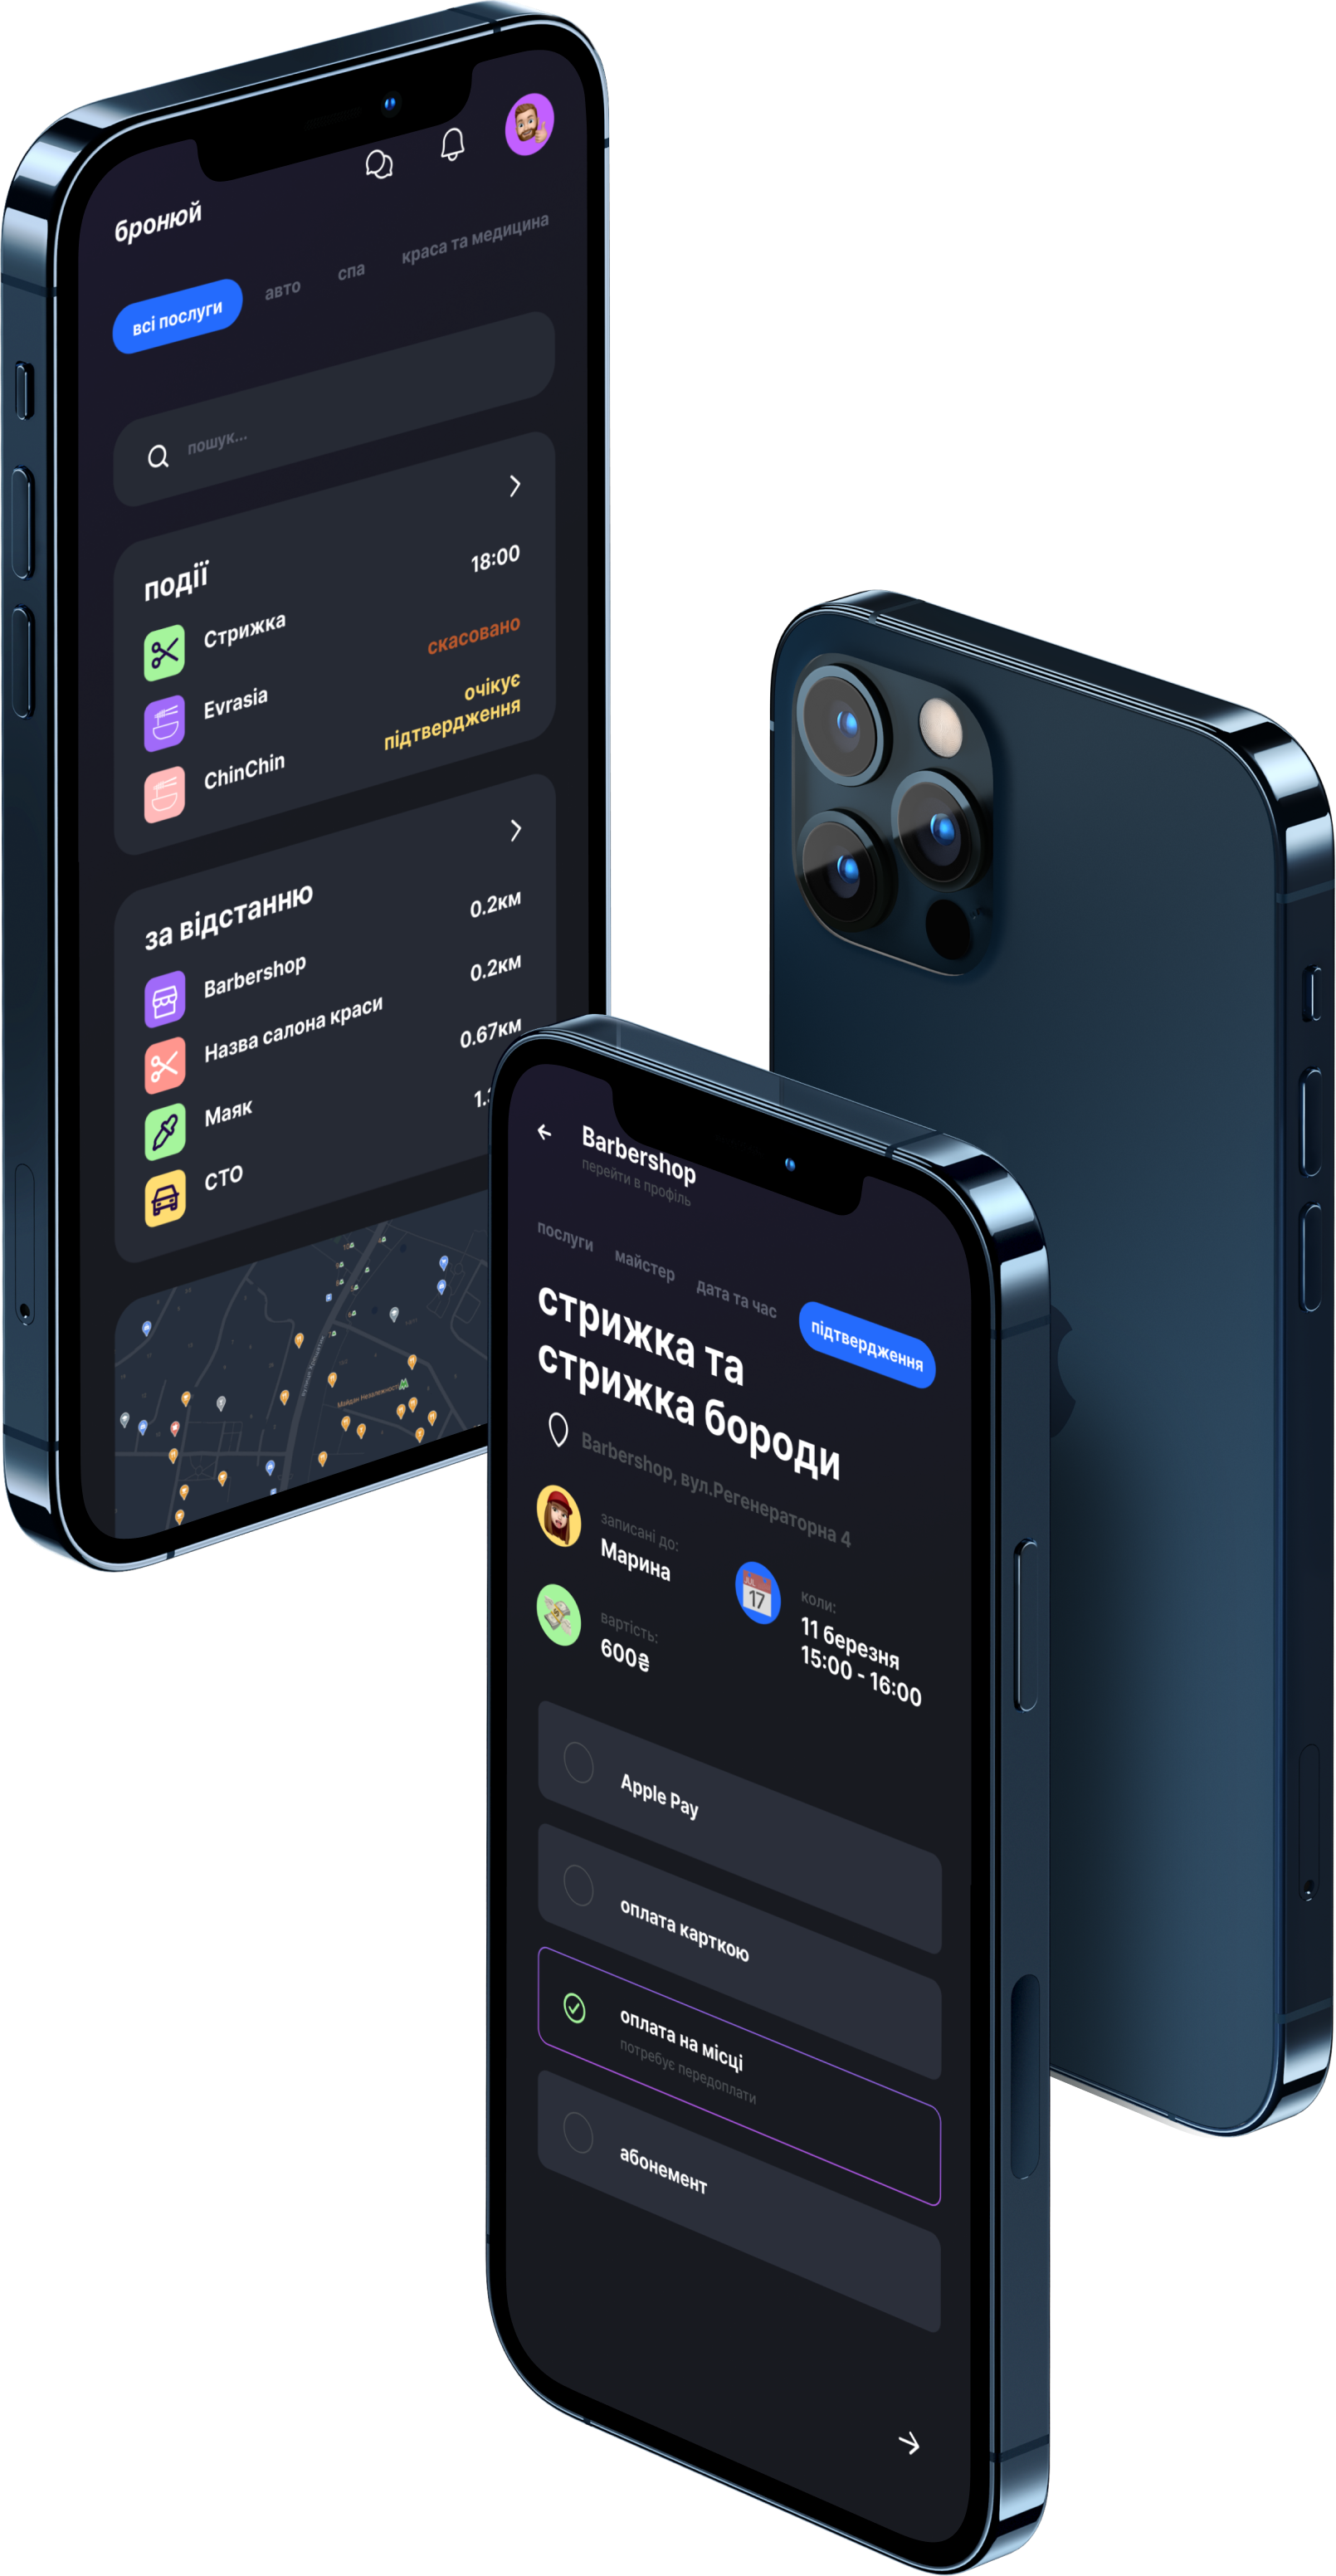 бронюй
всі послуги
авто
спа
краса та медицина
пошук...
події
Стрижка
18:00
Evrasia
скасовано
ChinChin
очікує
підтвердження
за відстанню
Barbershop
0.2км
Назва салона краси
0.2км
Маяк
0.67км
СТО
Майдан Незалежності
Barbershop
перейти в профіль
послуги
майстер
дата та час
підтвердження
стрижка та
стрижка бороди
Barbershop, вул.Регенераторна 4
записані до:
Марина
17
коли:
11 березня
15:00 - 16:00
вартість:
600₴
Apple Pay
оплата карткою
оплата на місці
потребує передоплати
абонемент